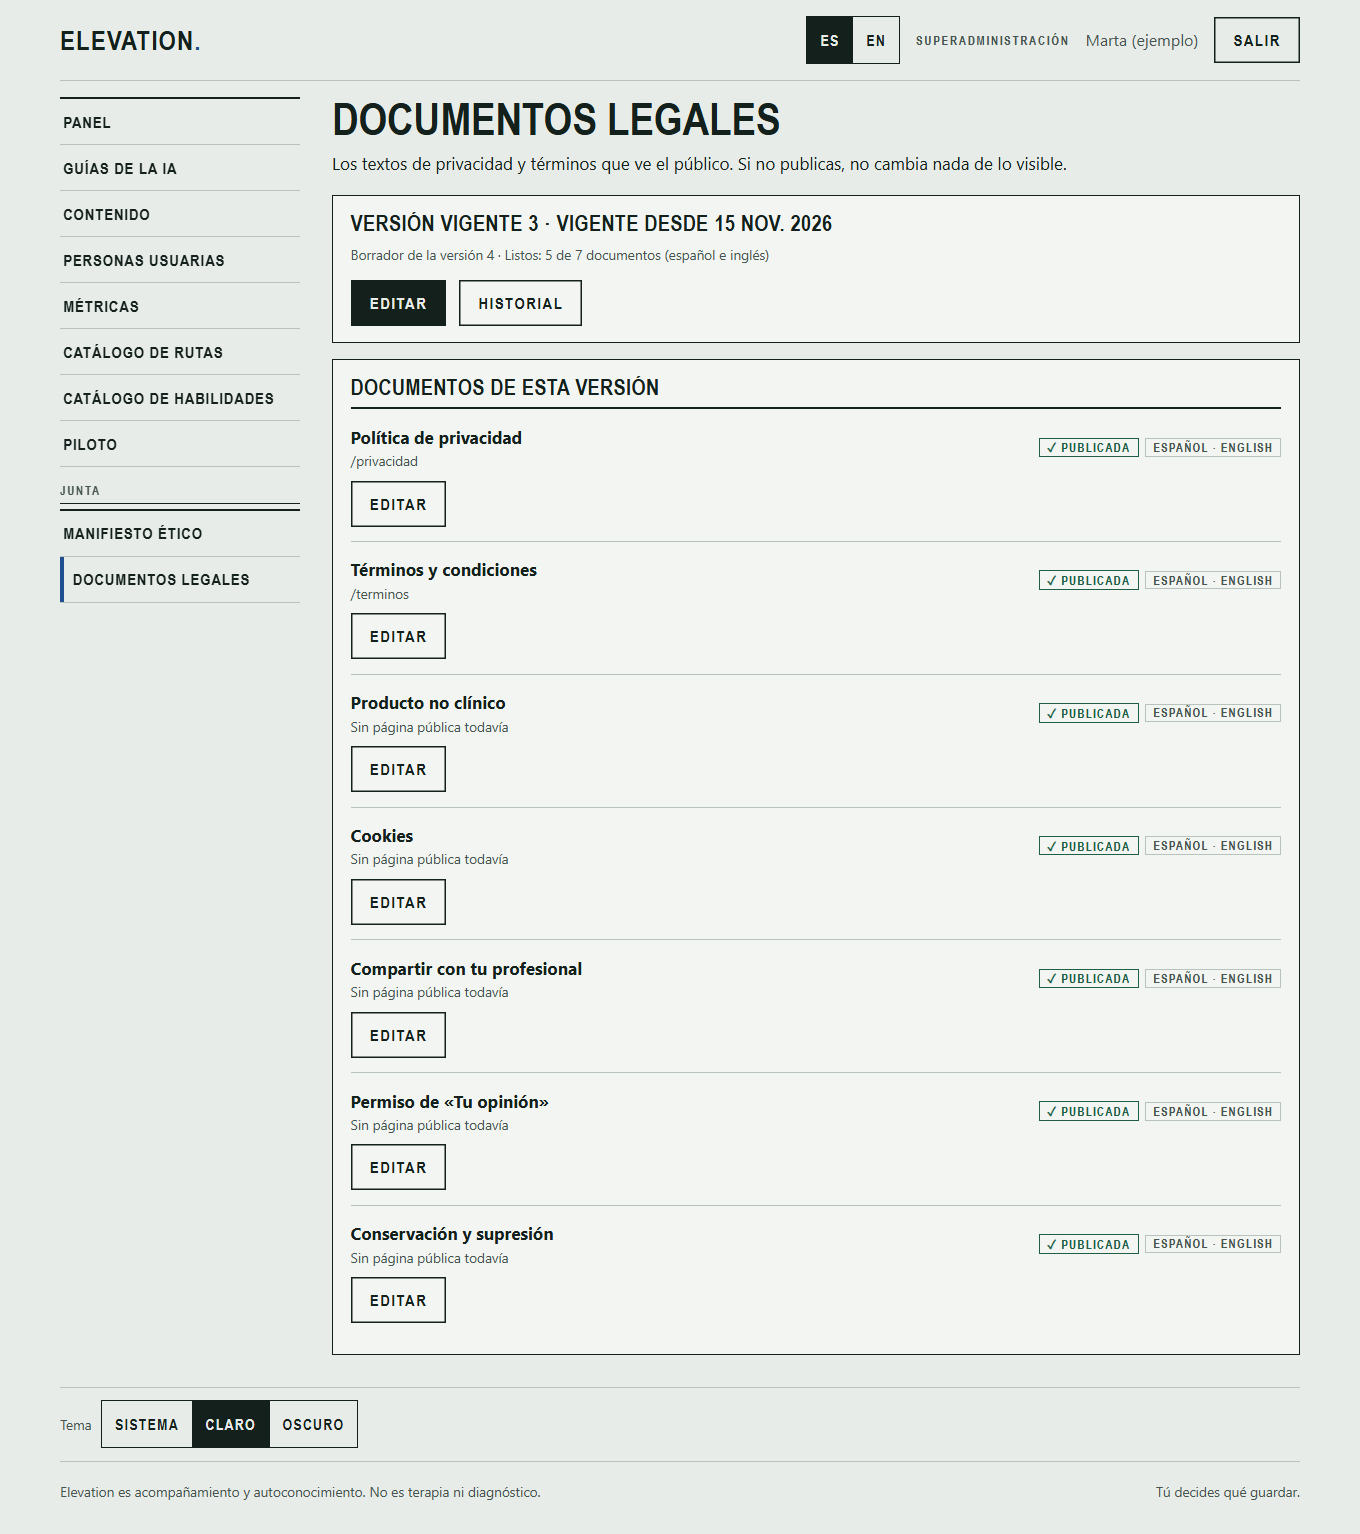 ELEVATION.
ES EN SUPERADMINISTRACIÓN Marta (ejemplo) SALIR
PANEL
GUÍAS DE LA IA
CONTENIDO
PERSONAS USUARIAS
MÉTRICAS
CATÁLOGO DE RUTAS
CATÁLOGO DE HABILIDADES
PILOTO
JUNTA
MANIFIESTO ÉTICO
DOCUMENTOS LEGALES
DOCUMENTOS LEGALES
Los textos de privacidad y términos que ve el público. Si no publicas, no cambia nada de lo visible.
VERSIÓN VIGENTE 3 · VIGENTE DESDE 15 NOV. 2026
Borrador de la versión 4 · Listos: 5 de 7 documentos (español e inglés)
EDITAR HISTORIAL
DOCUMENTOS DE ESTA VERSIÓN
Política de privacidad
✓ PUBLICADA ESPAÑOL · ENGLISH
/privacidad
EDITAR
Términos y condiciones
✓ PUBLICADA ESPAÑOL · ENGLISH
/terminos
EDITAR
Producto no clínico
✓ PUBLICADA ESPAÑOL · ENGLISH
Sin página pública todavía
EDITAR
Cookies
✓ PUBLICADA ESPAÑOL · ENGLISH
Sin página pública todavía
EDITAR
Compartir con tu profesional
✓ PUBLICADA ESPAÑOL · ENGLISH
Sin página pública todavía
EDITAR
Permiso de «Tu opinión»
✓ PUBLICADA ESPAÑOL · ENGLISH
Sin página pública todavía
EDITAR
Conservación y supresión
✓ PUBLICADA ESPAÑOL · ENGLISH
Sin página pública todavía
EDITAR
Tema SISTEMA CLARO OSCURO
Elevation es acompañamiento y autoconocimiento. No es terapia ni diagnóstico.
Tú decides qué guardar.